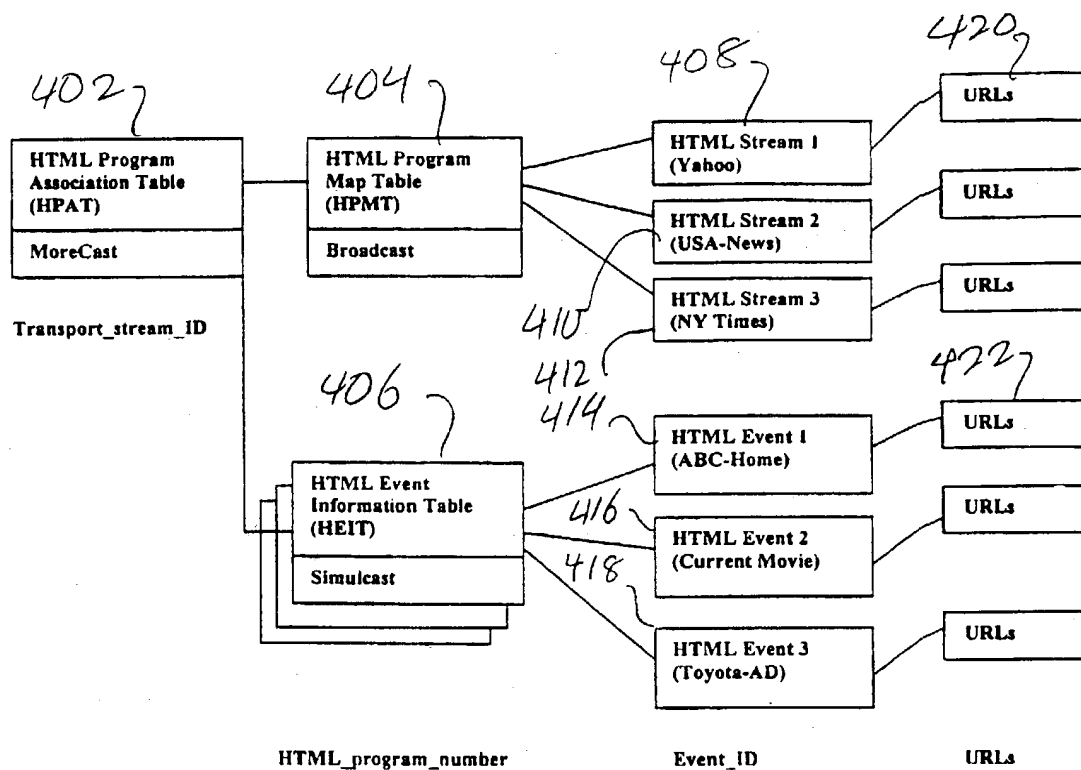 402
404
408
420
HTML Program
Association Table
(HPAT)
MoreCast
Transport_stream_ID
HTML Program
Map Table
(HPMT)
Broadcast
HTML Stream 1
(Yahoo)
URLs
HTML Stream 2
(USA-News)
URLs
HTML Stream 3
(NY Times)
URLs
410
412
406
414
422
HTML Event
Information Table
(HEIT)
Simulcast
HTML Event 1
(ABC-Home)
URLs
416
HTML Event 2
(Current Movie)
URLs
418
HTML Event 3
(Toyota-AD)
URLs
HTML_program_number
Event_ID
URLs